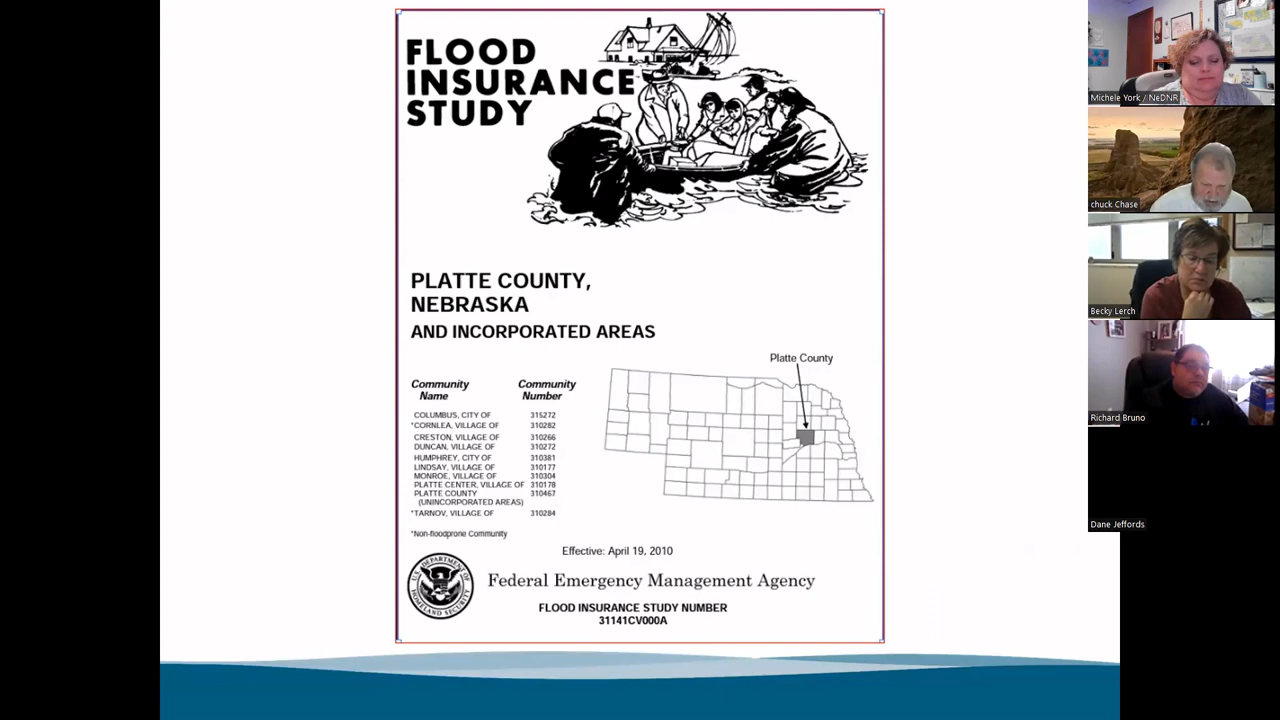 FLOOD
INSURANCE
STUDY
PLATTE COUNTY,
NEBRASKA
AND INCORPORATED AREAS
Platte County
Community Name
Community Number
COLUMBUS, CITY OF 315272
*CORNLEA, VILLAGE OF 310282
CRESTON, VILLAGE OF 310266
DUNCAN, VILLAGE OF 310272
HUMPHREY, CITY OF 310381
LINDSAY, VILLAGE OF 310177
MONROE, VILLAGE OF 310304
PLATTE CENTER, VILLAGE OF 310178
PLATTE COUNTY 310467
(UNINCORPORATED AREAS)
*TARNOV, VILLAGE OF 310284
*Non-floodprone Community
Effective: April 19, 2010
U.S. DEPARTMENT OF
HOMELAND SECURITY
Federal Emergency Management Agency
FLOOD INSURANCE STUDY NUMBER
31141CV000A
Michele York / NeDNR
chuck Chase
Becky Lerch
Richard Bruno
Dane Jeffords